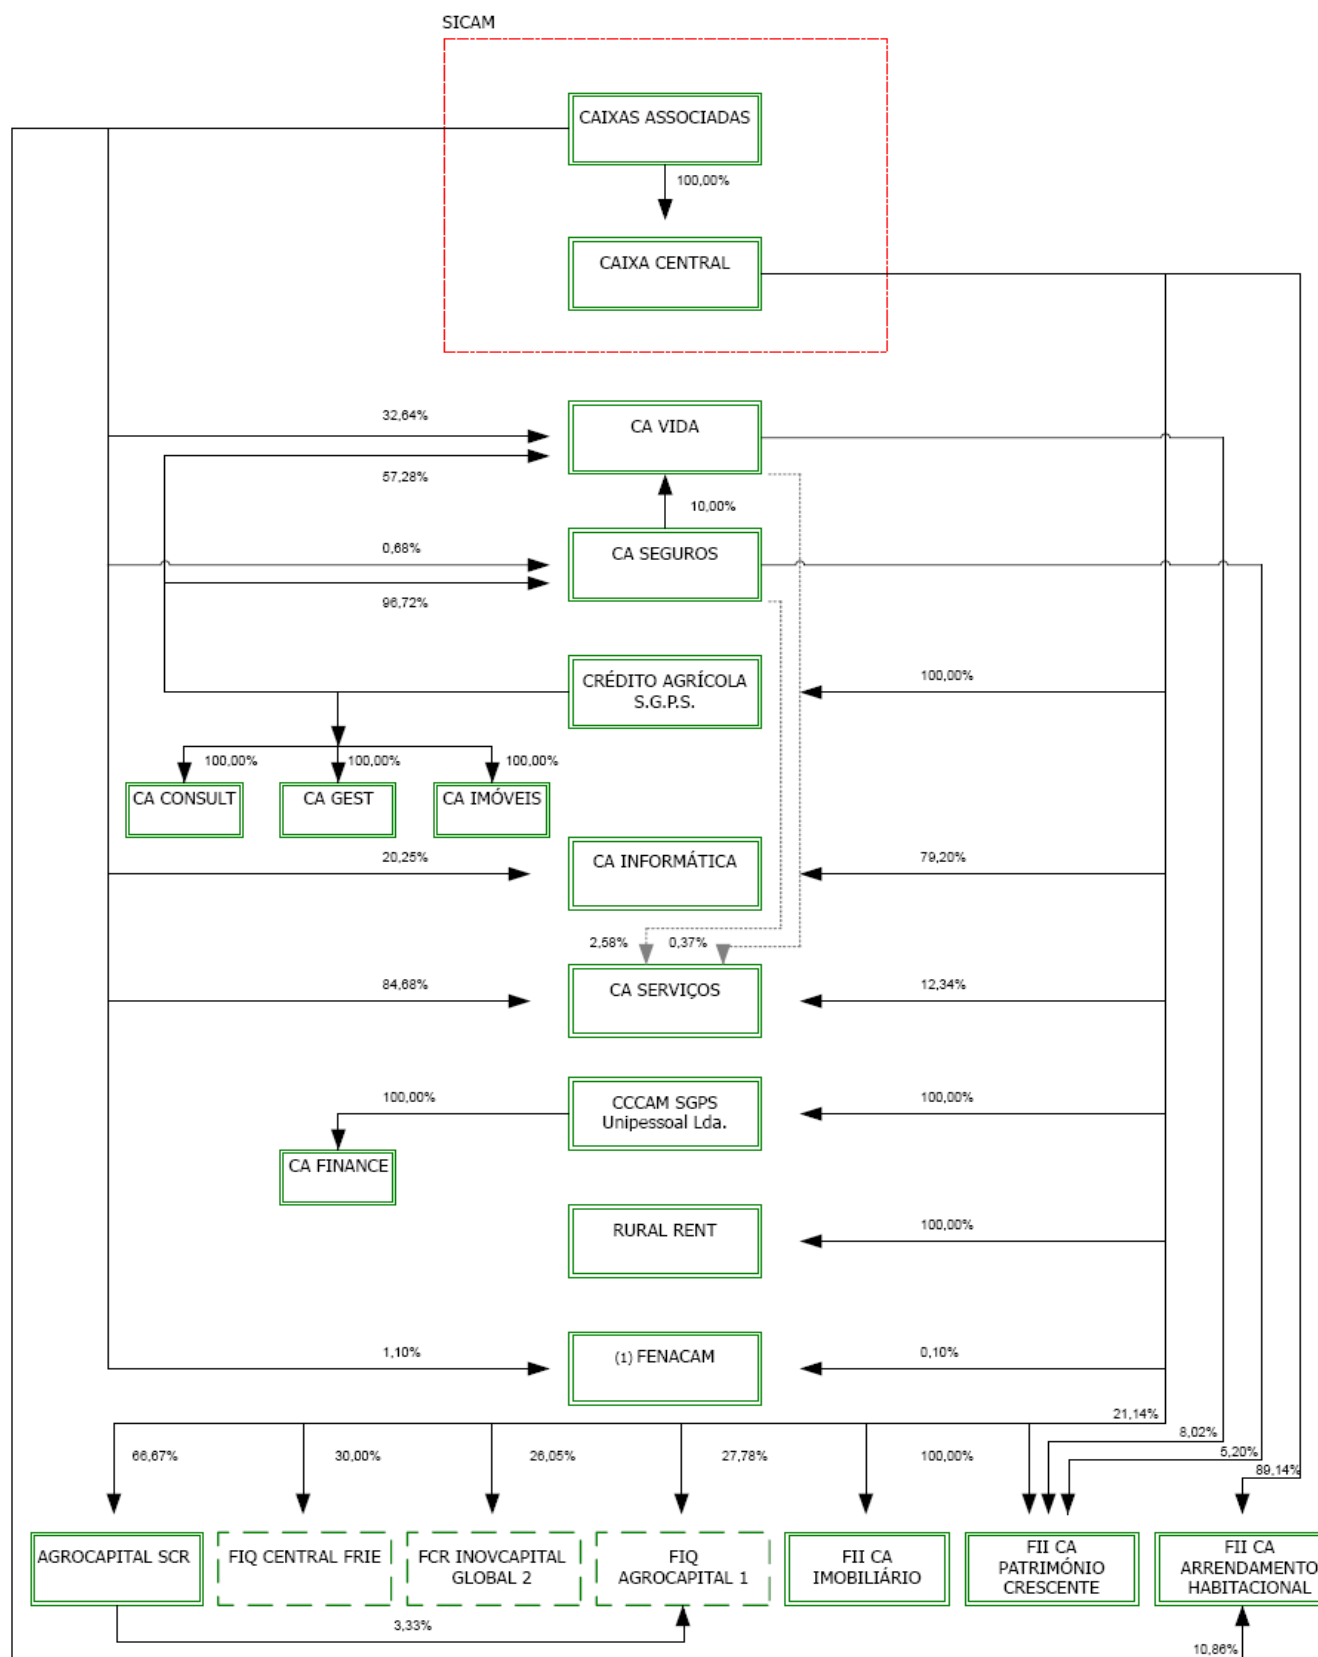 SICAM
CAIXAS ASSOCIADAS
100,00%
CAIXA CENTRAL
32,64%
CA VIDA
57,28%
10,00%
0,68%
CA SEGUROS
96,72%
CRÉDITO AGRÍCOLA
S.G.P.S.
100,00%
100,00%
100,00%
100,00%
CA CONSULT
CA GEST
CA IMÓVEIS
20,25%
CA INFORMÁTICA
79,20%
2,58%
0,37%
84,68%
CA SERVIÇOS
12,34%
100,00%
CCCAM SGPS
Unipessoal Lda.
100,00%
CA FINANCE
RURAL RENT
100,00%
1,10%
(1) FENACAM
0,10%
21,14%
8,02%
5,20%
89,14%
66,67%
30,00%
26,05%
27,78%
100,00%
AGROCAPITAL SCR
FIQ CENTRAL FRIE
FCR INOVCAPITAL
GLOBAL 2
FIQ
AGROCAPITAL 1
FII CA
IMOBILIÁRIO
FII CA
PATRIMÓNIO
CRESCENTE
FII CA
ARRENDAMENTO
HABITACIONAL
3,33%
10,86%